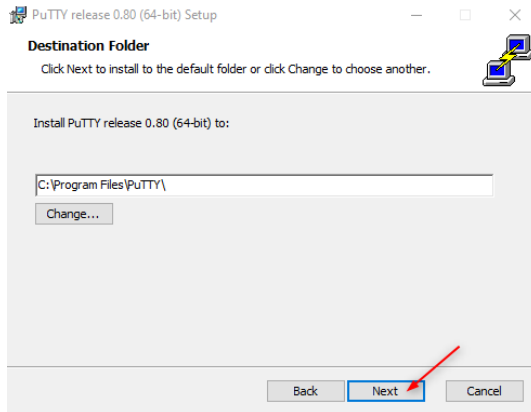 PuTTY release 0.80 (64-bit) Setup
Destination Folder
Click Next to install to the default folder or click Change to choose another.
Install PuTTY release 0.80 (64-bit) to:
C:\Program Files\PuTTY\
Change...
Back Next Cancel